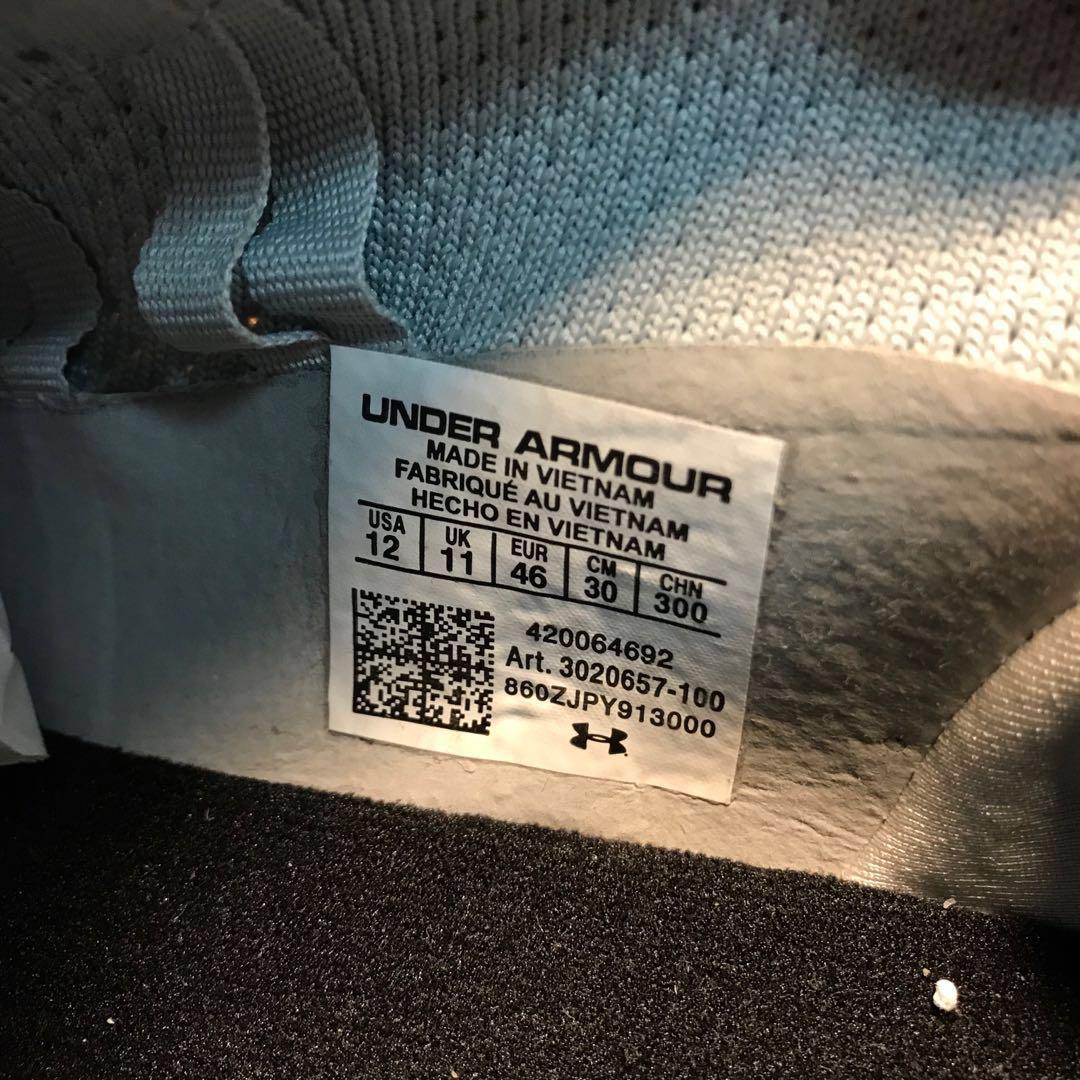 UNDER ARMOUR
MADE IN VIETNAM
FABRIQUÉ AU VIETNAM
HECHO EN VIETNAM
USA UK EUR CM CHN
12 11 46 30 300
420064692
Art. 3020657-100
860ZJPY913000